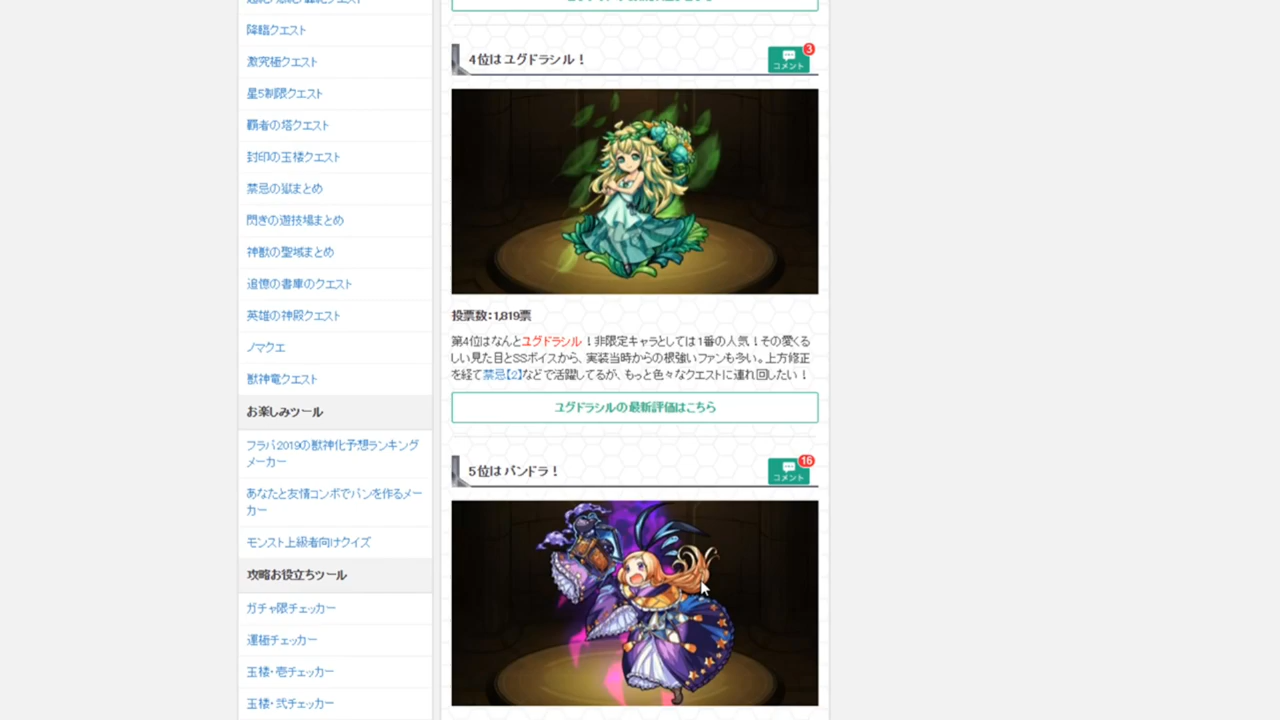 降臨クエスト
激究極クエスト
星5制限クエスト
覇者の塔クエスト
封印の玉楼クエスト
禁忌の獄まとめ
閃きの遊技場まとめ
神獣の聖域まとめ
追憶の書庫のクエスト
英雄の神殿クエスト
ノマクエ
獣神竜クエスト
お楽しみツール
フラパ2019の獣神化予想ランキング
メーカー
あなたと友情コンボでパンを作るメー
カー
モンスト上級者向けクイズ
攻略お役立ちツール
ガチャ限チェッカー
運極チェッカー
玉楼・壱チェッカー
玉楼・弐チェッカー
4位はユグドラシル！
3
コメント
投票数：1,819票
第4位はなんとユグドラシル！非限定キャラとしては1番の人気！その愛くる
しい見た目とSSボイスから、実装当時からの根強いファンも多い。上方修正
を経て禁忌【2】などで活躍してるが、もっと色々なクエストに連れ回したい！
ユグドラシルの最新評価はこちら
5位はパンドラ！
16
コメント